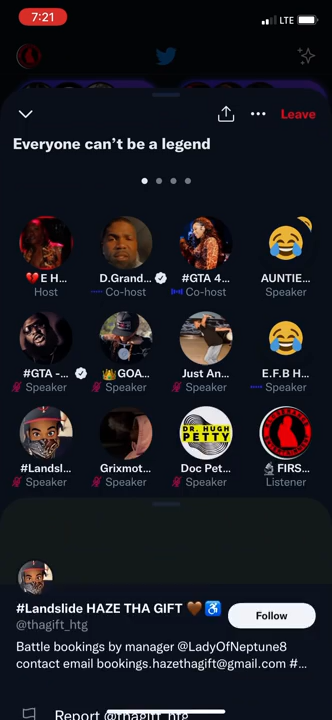 7:21
LTE
Leave
Everyone can't be a legend
💔E H...
D.Grand...
#GTA 4...
AUNTIE...
Host
Co-host
Co-host
Speaker
#GTA -...
👑GOA...
Just An...
E.F.B H...
Speaker
Speaker
Speaker
Speaker
DR. HUGH
PETTY
#Landsl...
Grixmot...
Doc Pet...
🔬FIRS...
Speaker
Speaker
Speaker
Listener
#Landslide HAZE THA GIFT 🤎♿
Follow
@thagift_htg
Battle bookings by manager @LadyOfNeptune8
contact email bookings.hazethagift@gmail.com #...
Report @thagift_htg